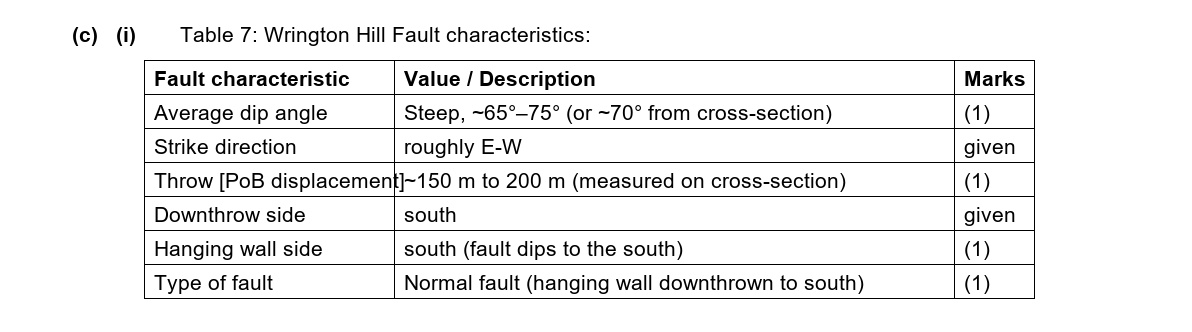 (c) (i) Table 7: Wrington Hill Fault characteristics:
Fault characteristic Value / Description Marks
Average dip angle Steep, ~65°–75° (or ~70° from cross-section) (1)
Strike direction roughly E-W given
Throw [PoB displacement] ~150 m to 200 m (measured on cross-section) (1)
Downthrow side south given
Hanging wall side south (fault dips to the south) (1)
Type of fault Normal fault (hanging wall downthrown to south) (1)